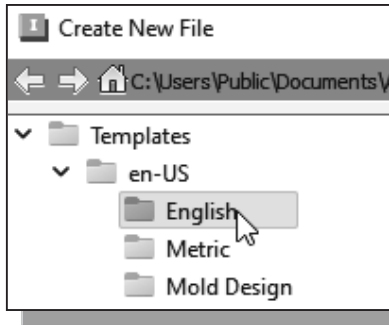 Create New File
C:\Users\Public\Documents\
Templates
en-US
English
Metric
Mold Design